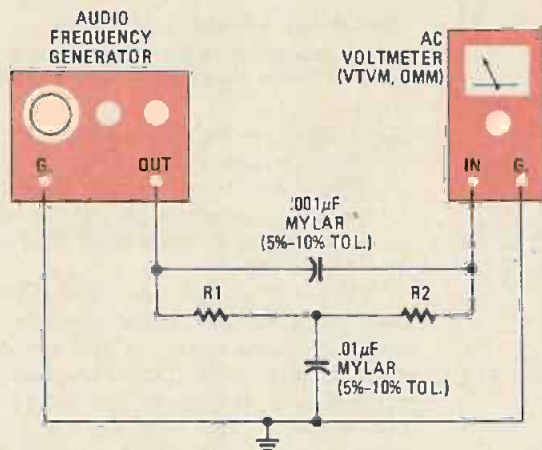 AUDIO
FREQUENCY
GENERATOR
AC
VOLTMETER
(VTVM, DMM)
G.
OUT
IN
G.
.001µF
MYLAR
(5%-10% TOL.)
R1
R2
.01µF
MYLAR
(5%-10% TOL.)